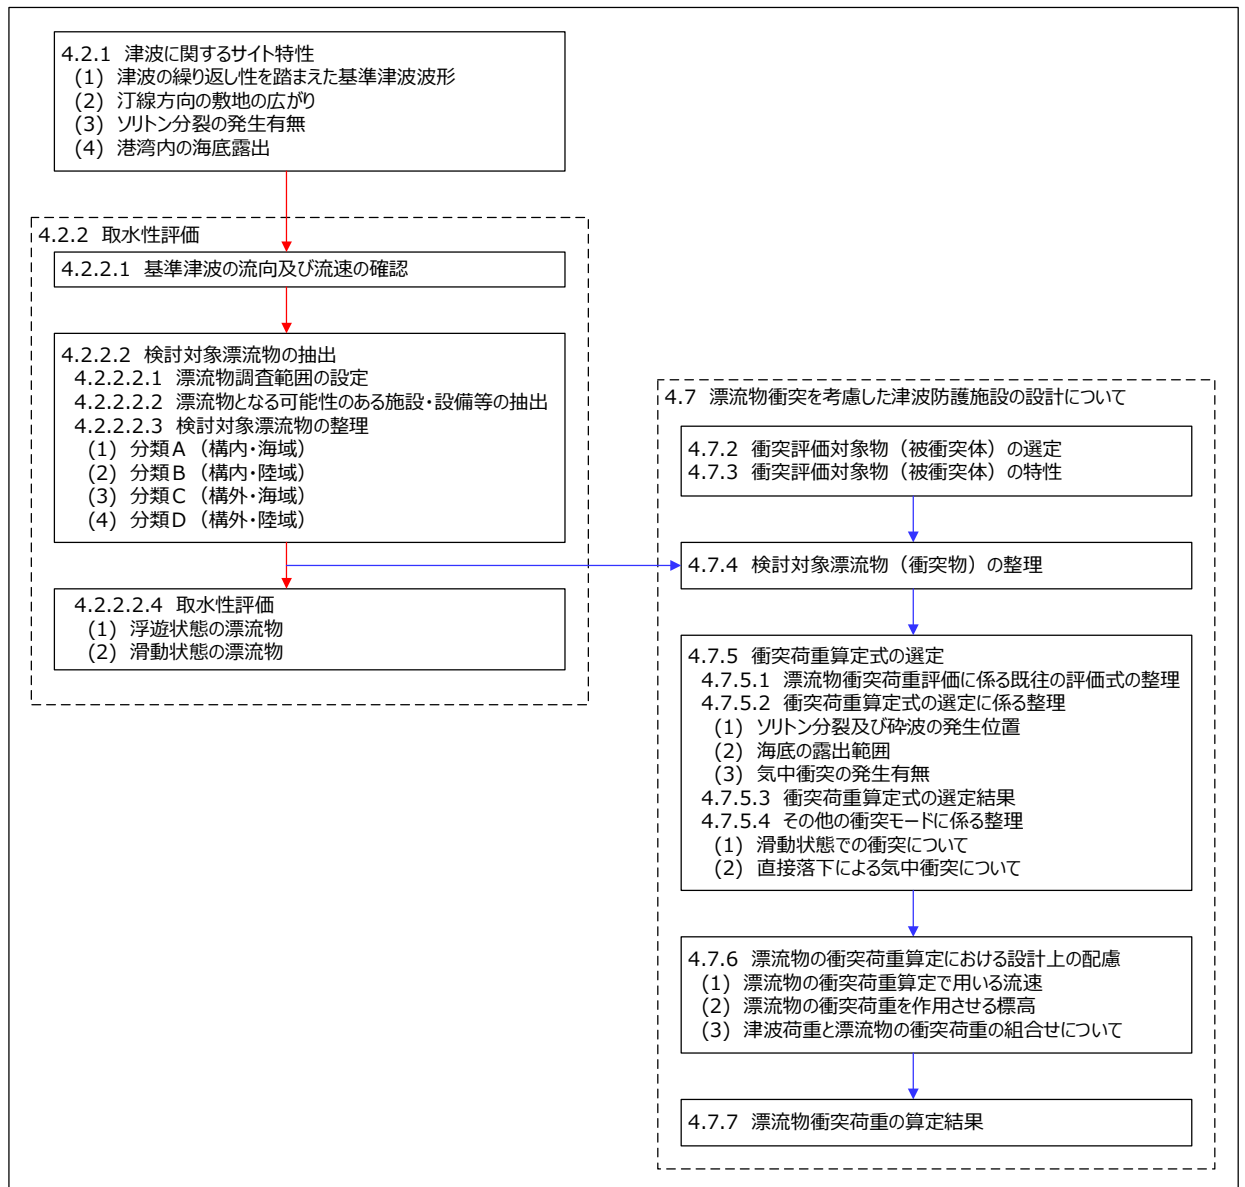 4.2.1 津波に関するサイト特性
(1) 津波の繰り返し性を踏まえた基準津波波形
(2) 汀線方向の敷地の広がり
(3) ソリトン分裂の発生有無
(4) 港湾内の海底露出
4.2.2 取水性評価
4.2.2.1 基準津波の流向及び流速の確認
4.2.2.2 検討対象漂流物の抽出
4.2.2.2.1 漂流物調査範囲の設定
4.2.2.2.2 漂流物となる可能性のある施設・設備等の抽出
4.2.2.2.3 検討対象漂流物の整理
(1) 分類A（構内・海域）
(2) 分類B（構内・陸域）
(3) 分類C（構外・海域）
(4) 分類D（構外・陸域）
4.2.2.2.4 取水性評価
(1) 浮遊状態の漂流物
(2) 滑動状態の漂流物
4.7 漂流物衝突を考慮した津波防護施設の設計について
4.7.2 衝突評価対象物（被衝突体）の選定
4.7.3 衝突評価対象物（被衝突体）の特性
4.7.4 検討対象漂流物（衝突物）の整理
4.7.5 衝突荷重算定式の選定
4.7.5.1 漂流物衝突荷重評価に係る既往の評価式の整理
4.7.5.2 衝突荷重算定式の選定に係る整理
(1) ソリトン分裂及び砕波の発生位置
(2) 海底の露出範囲
(3) 気中衝突の発生有無
4.7.5.3 衝突荷重算定式の選定結果
4.7.5.4 その他の衝突モードに係る整理
(1) 滑動状態での衝突について
(2) 直接落下による気中衝突について
4.7.6 漂流物の衝突荷重算定における設計上の配慮
(1) 漂流物の衝突荷重算定で用いる流速
(2) 漂流物の衝突荷重を作用させる標高
(3) 津波荷重と漂流物の衝突荷重の組合せについて
4.7.7 漂流物衝突荷重の算定結果